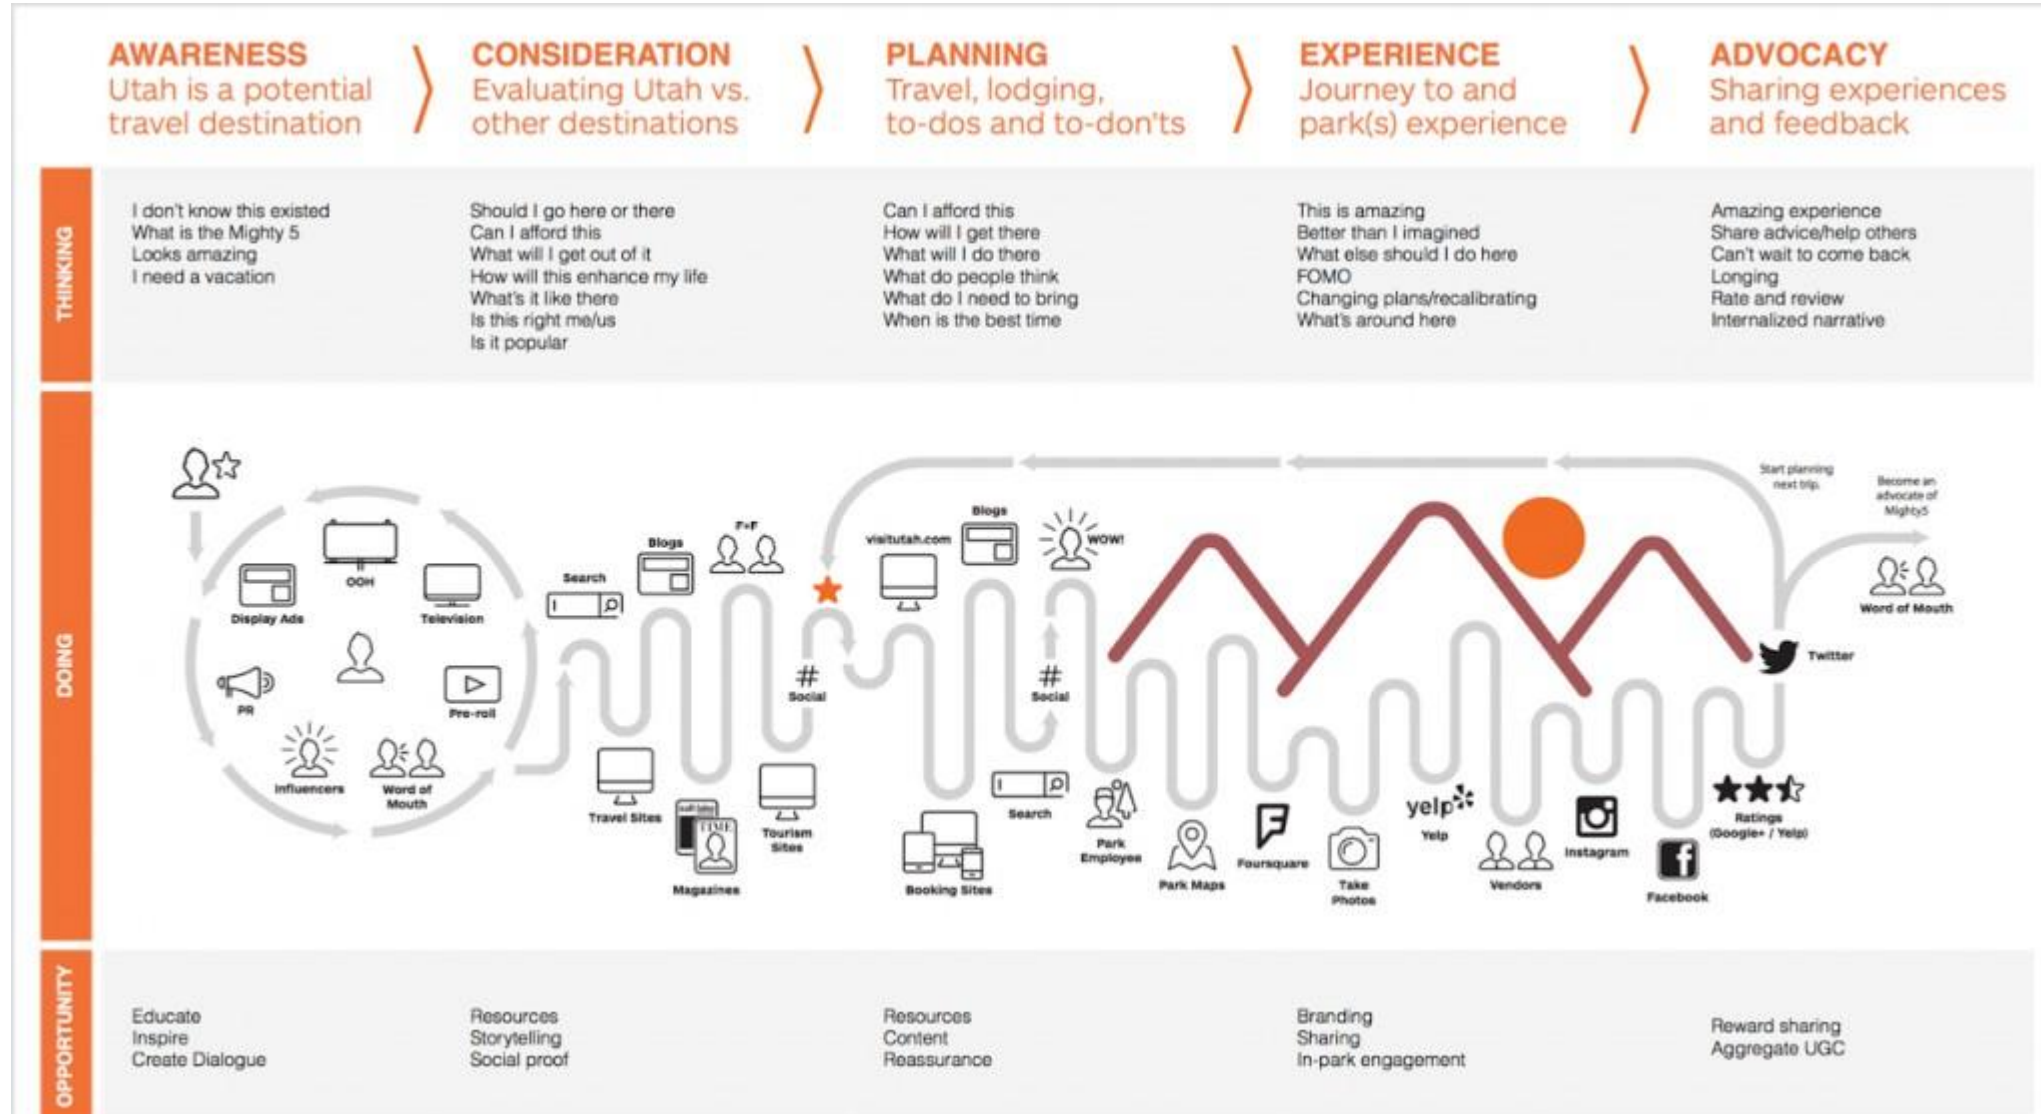 AWARENESS
Utah is a potential
travel destination
CONSIDERATION
Evaluating Utah vs.
other destinations
PLANNING
Travel, lodging,
to-dos and to-don'ts
EXPERIENCE
Journey to and
park(s) experience
ADVOCACY
Sharing experiences
and feedback
THINKING
I don't know this existed
What is the Mighty 5
Looks amazing
I need a vacation
Should I go here or there
Can I afford this
What will I get out of it
How will this enhance my life
What's it like there
Is this right me/us
Is it popular
Can I afford this
How will I get there
What will I do there
What do people think
What do I need to bring
When is the best time
This is amazing
Better than I imagined
What else should I do here
FOMO
Changing plans/recalibrating
What's around here
Amazing experience
Share advice/help others
Can't wait to come back
Longing
Rate and review
Internalized narrative
DOING
OOH
Display Ads
Television
PR
Pre-roll
Influencers
Word of
Mouth
Search
Blogs
F+F
Travel Sites
TIME
Magazines
Tourism
Sites
#
Social
visitutah.com
Blogs
WOW!
#
Social
Search
Booking Sites
Park
Employee
Park Maps
Foursquare
Take
Photos
yelp
Yelp
Vendors
Instagram
Facebook
Ratings
(Google+ / Yelp)
Twitter
Start planning
next trip.
Become an
advocate of
Mighty5
Word of Mouth
OPPORTUNITY
Educate
Inspire
Create Dialogue
Resources
Storytelling
Social proof
Resources
Content
Reassurance
Branding
Sharing
In-park engagement
Reward sharing
Aggregate UGC